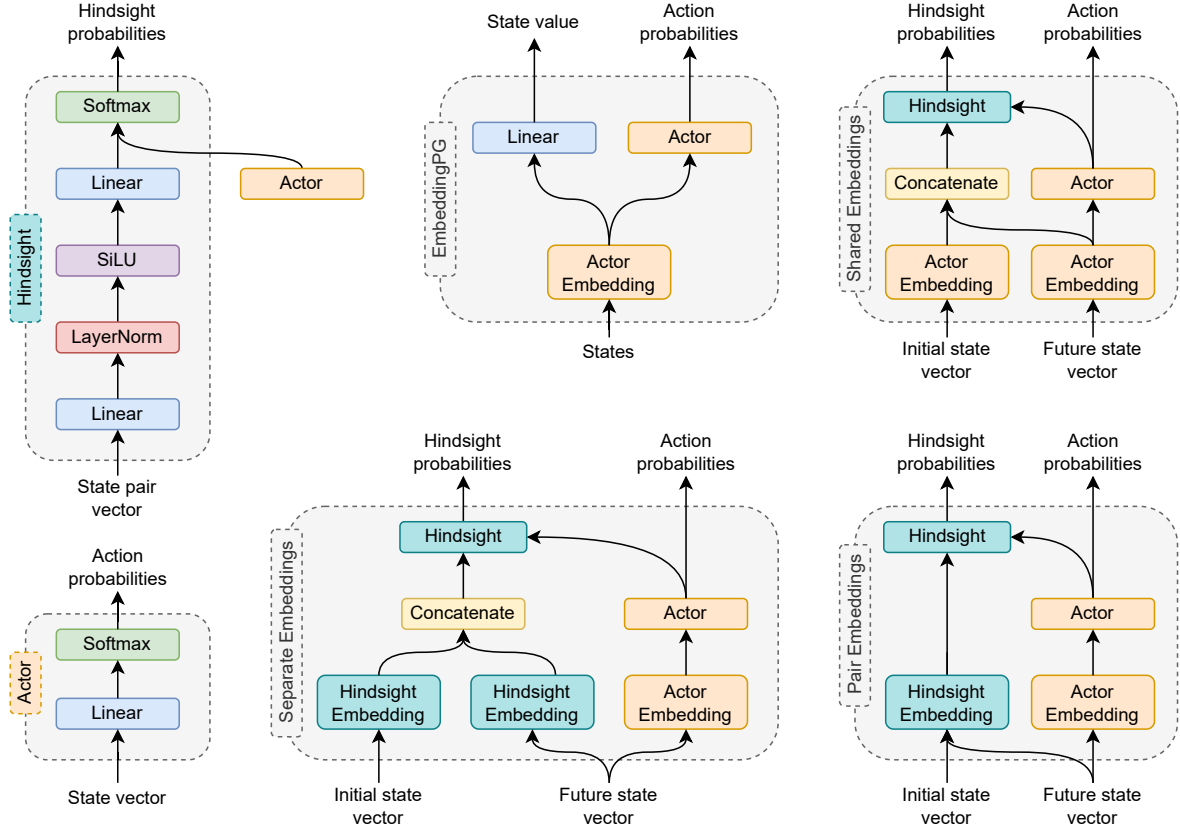 Hindsight
probabilities
Softmax
Linear
Actor
SiLU
LayerNorm
Linear
Hindsight
State pair
vector
Action
probabilities
Softmax
Linear
Actor
State vector
State value
Action
probabilities
Linear
Actor
Actor
Embedding
EmbeddingPG
States
Hindsight
probabilities
Action
probabilities
Hindsight
Concatenate
Actor
Actor
Embedding
Actor
Embedding
Shared Embeddings
Initial state
vector
Future state
vector
Hindsight
probabilities
Action
probabilities
Hindsight
Concatenate
Actor
Hindsight
Embedding
Hindsight
Embedding
Actor
Embedding
Separate Embeddings
Initial state
vector
Future state
vector
Hindsight
probabilities
Action
probabilities
Hindsight
Actor
Hindsight
Embedding
Actor
Embedding
Pair Embeddings
Initial state
vector
Future state
vector